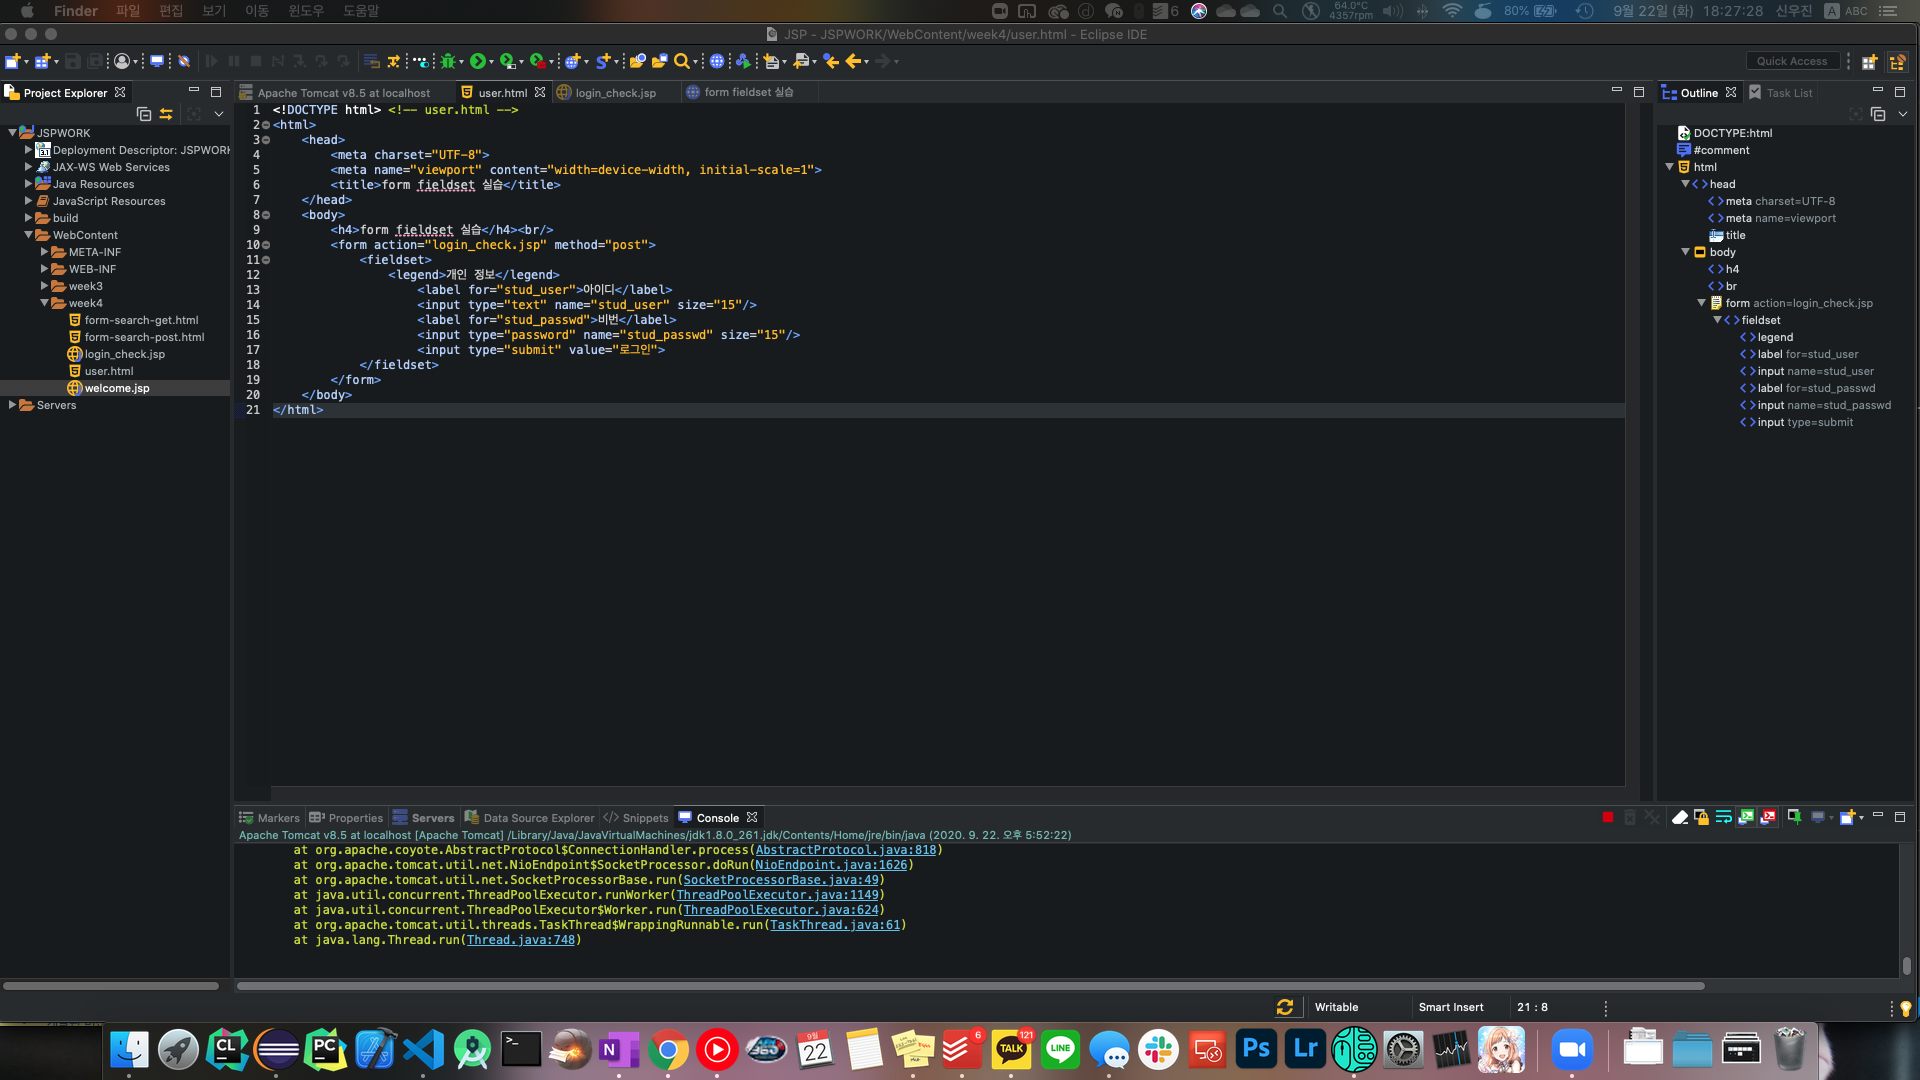 Finder 파일 편집 보기 이동 윈도우 도움말 6 64.0°C 4357rpm 80% 9월 22일 (화) 18:27:28 신우진 A ABC
JSP - JSPWORK/WebContent/week4/user.html - Eclipse IDE
Quick Access
Project Explorer
JSPWORK
Deployment Descriptor: JSPWORK
JAX-WS Web Services
Java Resources
JavaScript Resources
build
WebContent
META-INF
WEB-INF
week3
week4
form-search-get.html
form-search-post.html
login_check.jsp
user.html
welcome.jsp
Servers
Apache Tomcat v8.5 at localhost user.html login_check.jsp form fieldset 실습
1 <!DOCTYPE html> <!-- user.html -->
2 <html>
3 <head>
4 <meta charset="UTF-8">
5 <meta name="viewport" content="width=device-width, initial-scale=1">
6 <title>form fieldset 실습</title>
7 </head>
8 <body>
9 <h4>form fieldset 실습</h4><br/>
10 <form action="login_check.jsp" method="post">
11 <fieldset>
12 <legend>개인 정보</legend>
13 <label for="stud_user">아이디</label>
14 <input type="text" name="stud_user" size="15"/>
15 <label for="stud_passwd">비번</label>
16 <input type="password" name="stud_passwd" size="15"/>
17 <input type="submit" value="로그인">
18 </fieldset>
19 </form>
20 </body>
21 </html>
Outline Task List
DOCTYPE:html
#comment
html
head
meta charset=UTF-8
meta name=viewport
title
body
h4
br
form action=login_check.jsp
fieldset
legend
label for=stud_user
input name=stud_user
label for=stud_passwd
input name=stud_passwd
input type=submit
Markers Properties Servers Data Source Explorer Snippets Console
Apache Tomcat v8.5 at localhost [Apache Tomcat] /Library/Java/JavaVirtualMachines/jdk1.8.0_261.jdk/Contents/Home/jre/bin/java (2020. 9. 22. 오후 5:52:22)
at org.apache.coyote.AbstractProtocol$ConnectionHandler.process(AbstractProtocol.java:818)
at org.apache.tomcat.util.net.NioEndpoint$SocketProcessor.doRun(NioEndpoint.java:1626)
at org.apache.tomcat.util.net.SocketProcessorBase.run(SocketProcessorBase.java:49)
at java.util.concurrent.ThreadPoolExecutor.runWorker(ThreadPoolExecutor.java:1149)
at java.util.concurrent.ThreadPoolExecutor$Worker.run(ThreadPoolExecutor.java:624)
at org.apache.tomcat.util.threads.TaskThread$WrappingRunnable.run(TaskThread.java:61)
at java.lang.Thread.run(Thread.java:748)
Writable Smart Insert 21 : 8
CL PC N 9월 22 6 TALK 121 LINE Ps Lr